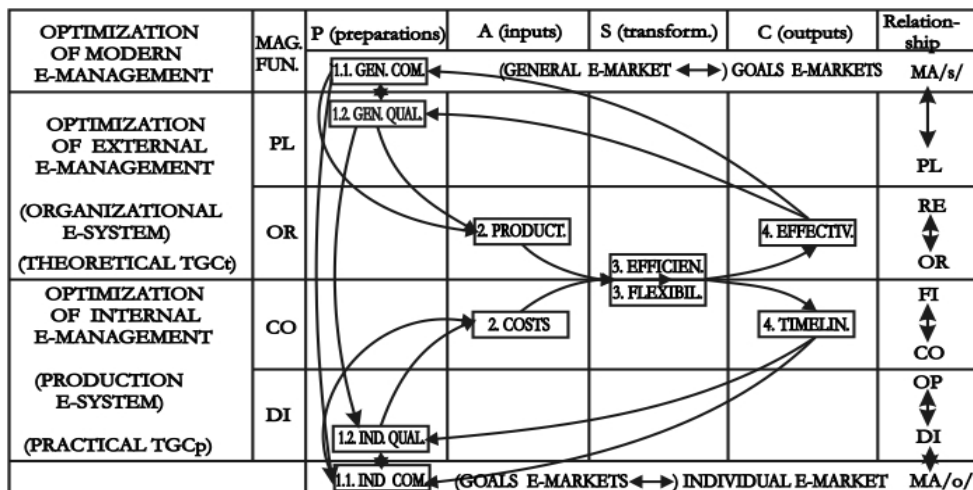 OPTIMIZATION
OF MODERN
E-MANAGEMENT
MAG.
FUN.
P (preparations)
A (inputs)
S (transform.)
C (outputs)
Relation-
ship
1.1. GEN. COM.
(GENERAL E-MARKET ) GOALS E-MARKETS
MA/s/
OPTIMIZATION
OF EXTERNAL
E-MANAGEMENT
PL
1.2. GEN. QUAL.
PL
(ORGANIZATIONAL
E-SYSTEM)
(THEORETICAL TGCt)
OR
2. PRODUCT.
4. EFFECTIV.
RE
OR
3. EFFICIEN.
3. FLEXIBIL.
OPTIMIZATION
OF INTERNAL
E-MANAGEMENT
CO
2. COSTS
4. TIMELIN.
FI
CO
(PRODUCTION
E-SYSTEM)
(PRACTICAL TGCp)
DI
1.2. IND. QUAL.
OP
DI
1.1. IND COM.
(GOALS E-MARKETS ) INDIVIDUAL E-MARKET
MA/o/